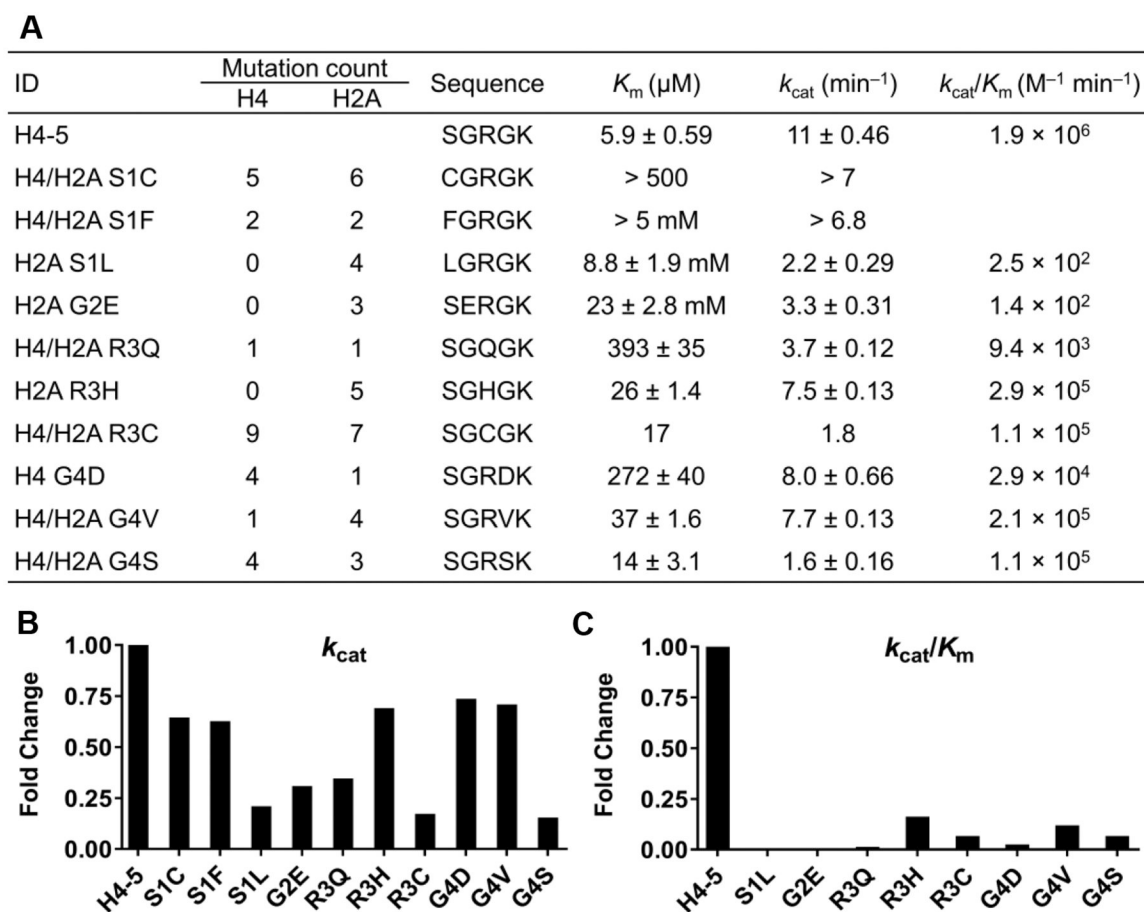 A
ID Mutation count Sequence Km (µM) kcat (min⁻¹) kcat/Km (M⁻¹ min⁻¹)
H4 H2A
H4-5 SGRGK 5.9 ± 0.59 11 ± 0.46 1.9 × 10⁶
H4/H2A S1C 5 6 CGRGK > 500 > 7
H4/H2A S1F 2 2 FGRGK > 5 mM > 6.8
H2A S1L 0 4 LGRGK 8.8 ± 1.9 mM 2.2 ± 0.29 2.5 × 10²
H2A G2E 0 3 SERGK 23 ± 2.8 mM 3.3 ± 0.31 1.4 × 10²
H4/H2A R3Q 1 1 SGQGK 393 ± 35 3.7 ± 0.12 9.4 × 10³
H2A R3H 0 5 SGHGK 26 ± 1.4 7.5 ± 0.13 2.9 × 10⁵
H4/H2A R3C 9 7 SGCGK 17 1.8 1.1 × 10⁵
H4 G4D 4 1 SGRDK 272 ± 40 8.0 ± 0.66 2.9 × 10⁴
H4/H2A G4V 1 4 SGRVK 37 ± 1.6 7.7 ± 0.13 2.1 × 10⁵
H4/H2A G4S 4 3 SGRSK 14 ± 3.1 1.6 ± 0.16 1.1 × 10⁵
B
kcat
Fold Change
1.00
0.75
0.50
0.25
0.00
H4-5 S1C S1F S1L G2E R3Q R3H R3C G4D G4V G4S
C
kcat/Km
Fold Change
1.00
0.75
0.50
0.25
0.00
H4-5 S1L G2E R3Q R3H R3C G4D G4V G4S